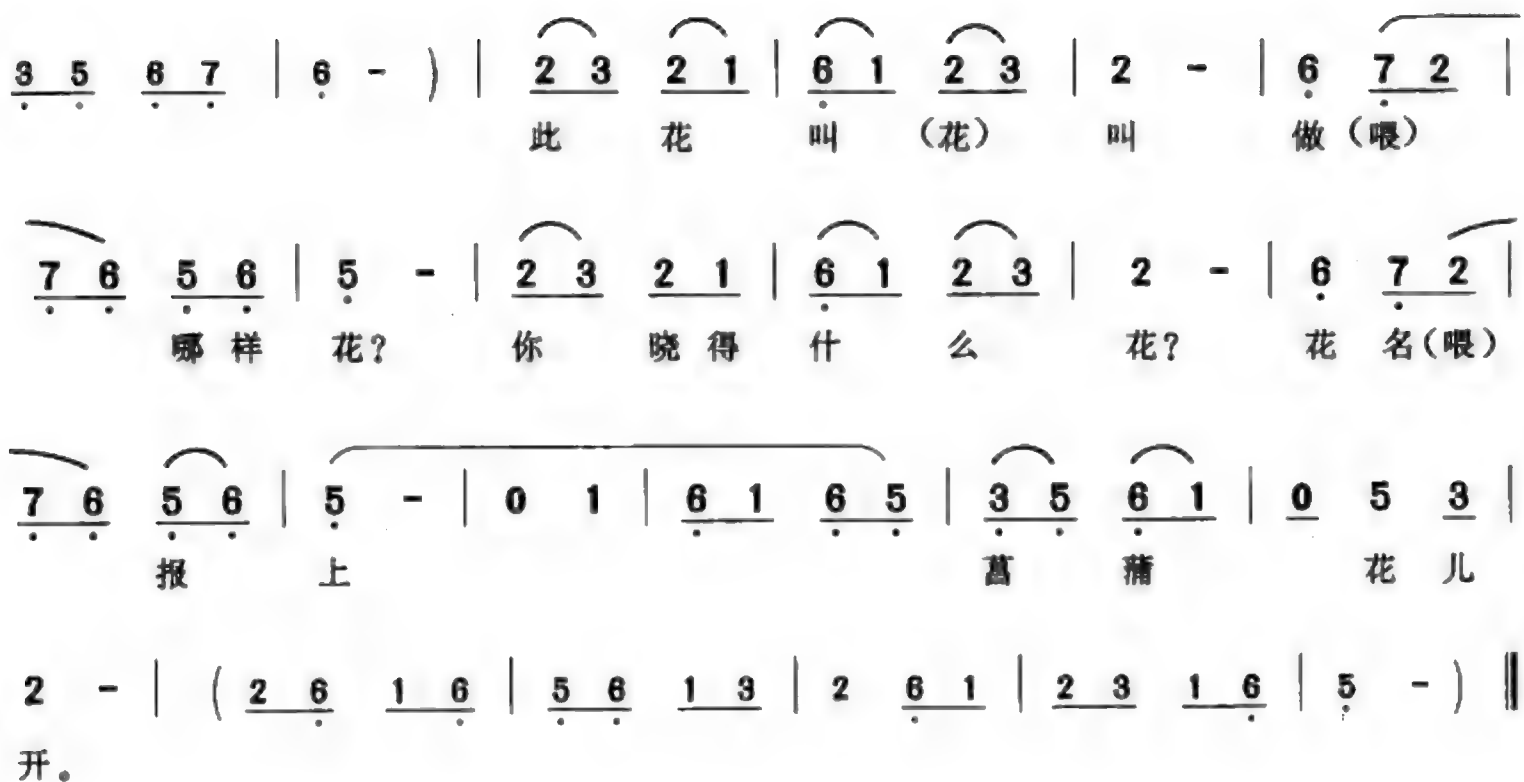 3 5 6 7 | 6 - ) | 2 3 2 1 | 6 1 2 3 | 2 - | 6 7 2 |
此 花 叫 （花） 叫 做（喂）
7 6 5 6 | 5 - | 2 3 2 1 | 6 1 2 3 | 2 - | 6 7 2 |
哪 样 花？ 你 晓 得 什 么 花？ 花 名（喂）
7 6 5 6 | 5 - | 0 1 | 6 1 6 5 | 3 5 6 1 | 0 5 3 |
报 上 菖 蒲 花 儿
2 - | ( 2 6 1 6 | 5 6 1 3 | 2 6 1 | 2 3 1 6 | 5 - ) ‖
开。